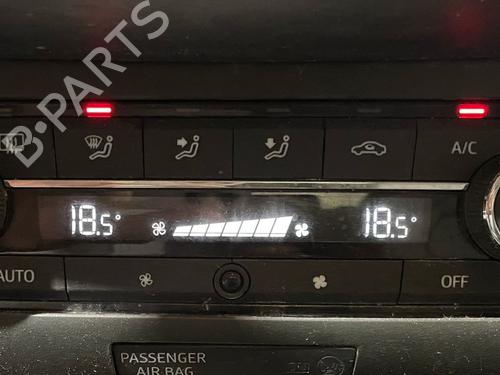 B-PARTS
A/C
18.5°
18.5°
AUTO
OFF
PASSENGER
AIR BAG